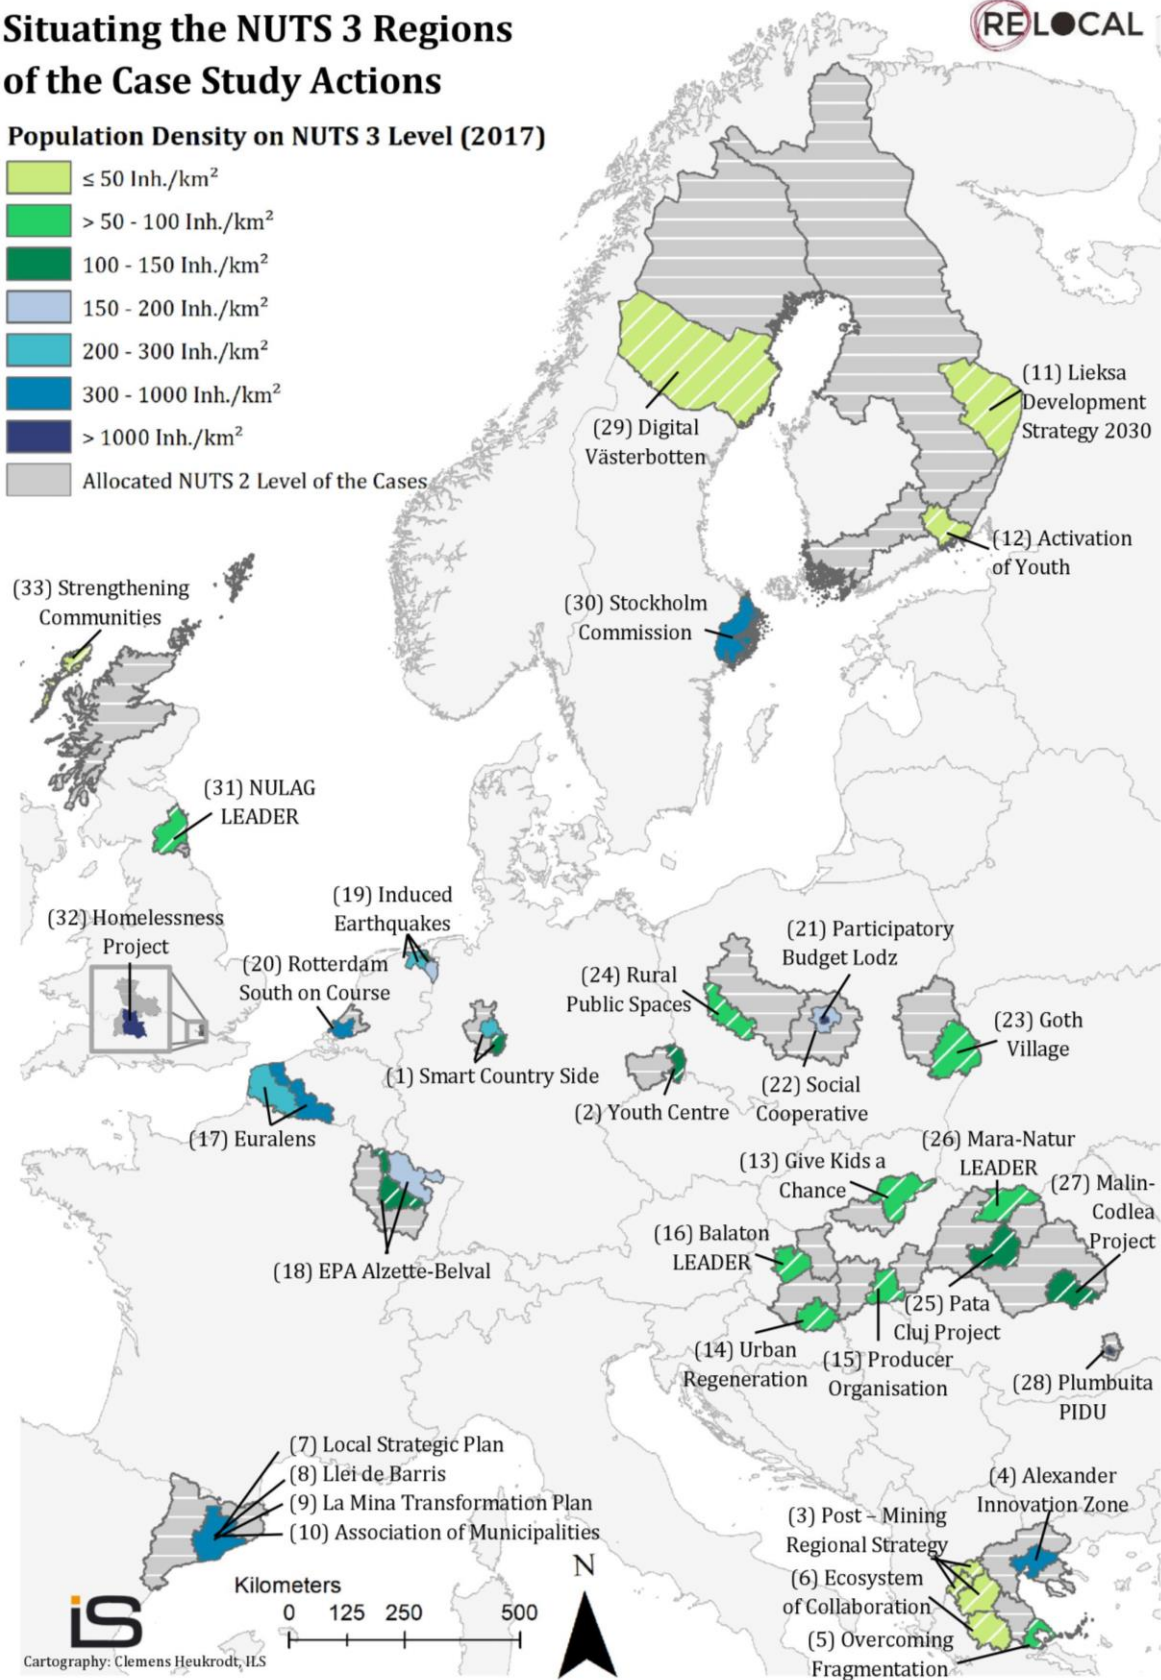 Situating the NUTS 3 Regions
of the Case Study Actions
RELOCAL
Population Density on NUTS 3 Level (2017)
≤ 50 Inh./km²
> 50 - 100 Inh./km²
100 - 150 Inh./km²
150 - 200 Inh./km²
200 - 300 Inh./km²
300 - 1000 Inh./km²
> 1000 Inh./km²
Allocated NUTS 2 Level of the Cases
(11) Lieksa
Development
Strategy 2030
(29) Digital
Västerbotten
(12) Activation
of Youth
(33) Strengthening
Communities
(30) Stockholm
Commission
(31) NULAG
LEADER
(19) Induced
Earthquakes
(32) Homelessness
Project
(20) Rotterdam
South on Course
(21) Participatory
Budget Lodz
(24) Rural
Public Spaces
(23) Goth
Village
(1) Smart Country Side
(2) Youth Centre
(22) Social
Cooperative
(17) Euralens
(26) Mara-Natur
LEADER
(13) Give Kids a
Chance
(27) Malin-
Codlea
Project
(16) Balaton
LEADER
(18) EPA Alzette-Belval
(25) Pata
Cluj Project
(14) Urban
Regeneration
(15) Producer
Organisation
(28) Plumbuita
PIDU
(7) Local Strategic Plan
(8) Llei de Barris
(9) La Mina Transformation Plan
(10) Association of Municipalities
(4) Alexander
Innovation Zone
(3) Post – Mining
Regional Strategy
(6) Ecosystem
of Collaboration
(5) Overcoming
Fragmentation
N
Kilometers
0 125 250 500
iLS
Cartography: Clemens Heukrodt, ILS